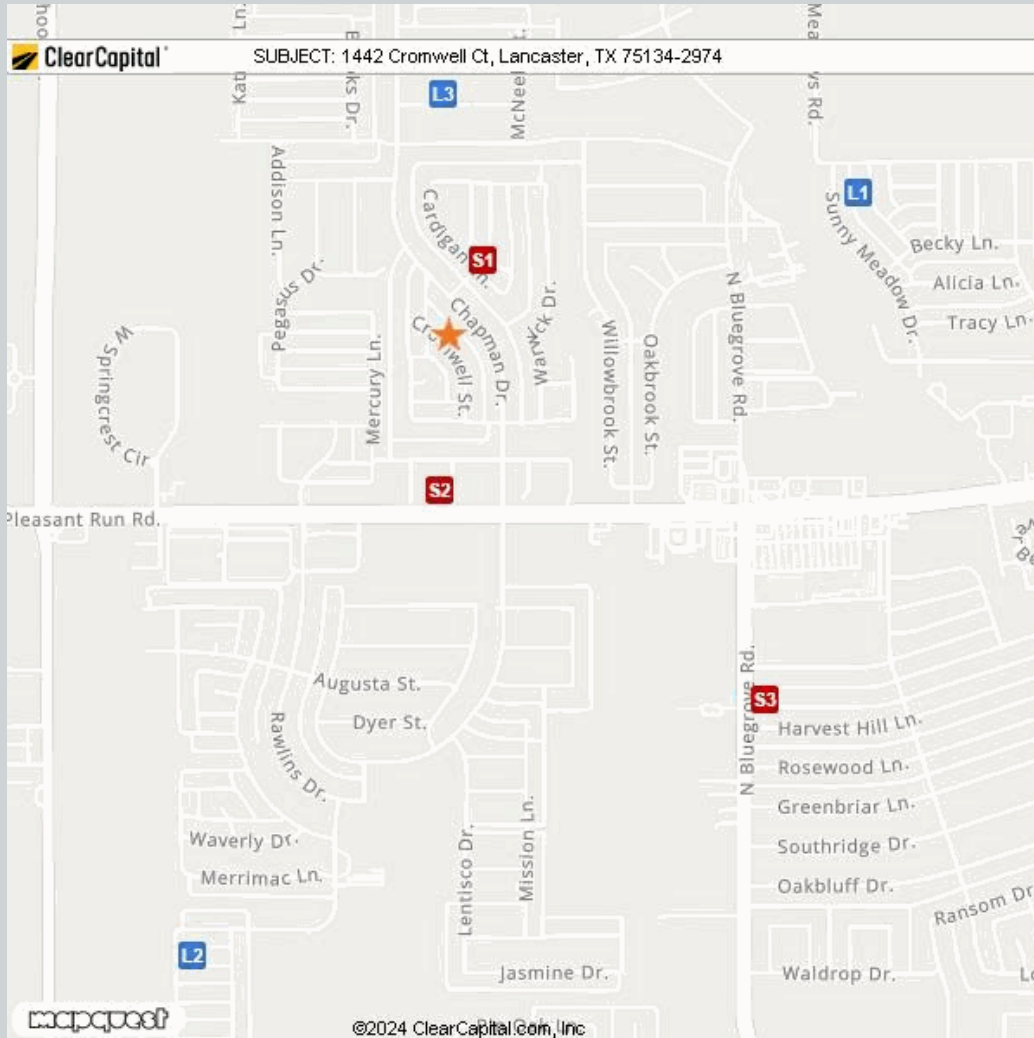 ClearCapital
SUBJECT: 1442 Cromwell Ct, Lancaster, TX 75134-2974
L3
Addison Ln.
L1
Sunny Meadow Dr.
Cardigan Ln.
S1
Becky Ln.
Alicia Ln.
Tracy Ln.
Pegasus Dr.
Chapman Dr.
Warwick Dr.
N Bluegrove Rd.
W Springcrest Cir
Mercury Ln.
Willowbrook St.
Oakbrook St.
S2
Pleasant Run Rd.
Augusta St.
Dyer St.
Rawlins Dr.
N Bluegrove Rd.
S3
Harvest Hill Ln.
Rosewood Ln.
Greenbriar Ln.
Southridge Dr.
Oakbluff Dr.
Waverly Dr.
Merrimac Ln.
Lentisco Dr.
Mission Ln.
Ransom Dr
L2
Jasmine Dr.
Waldrop Dr.
mapquest
©2024 ClearCapital.com, Inc